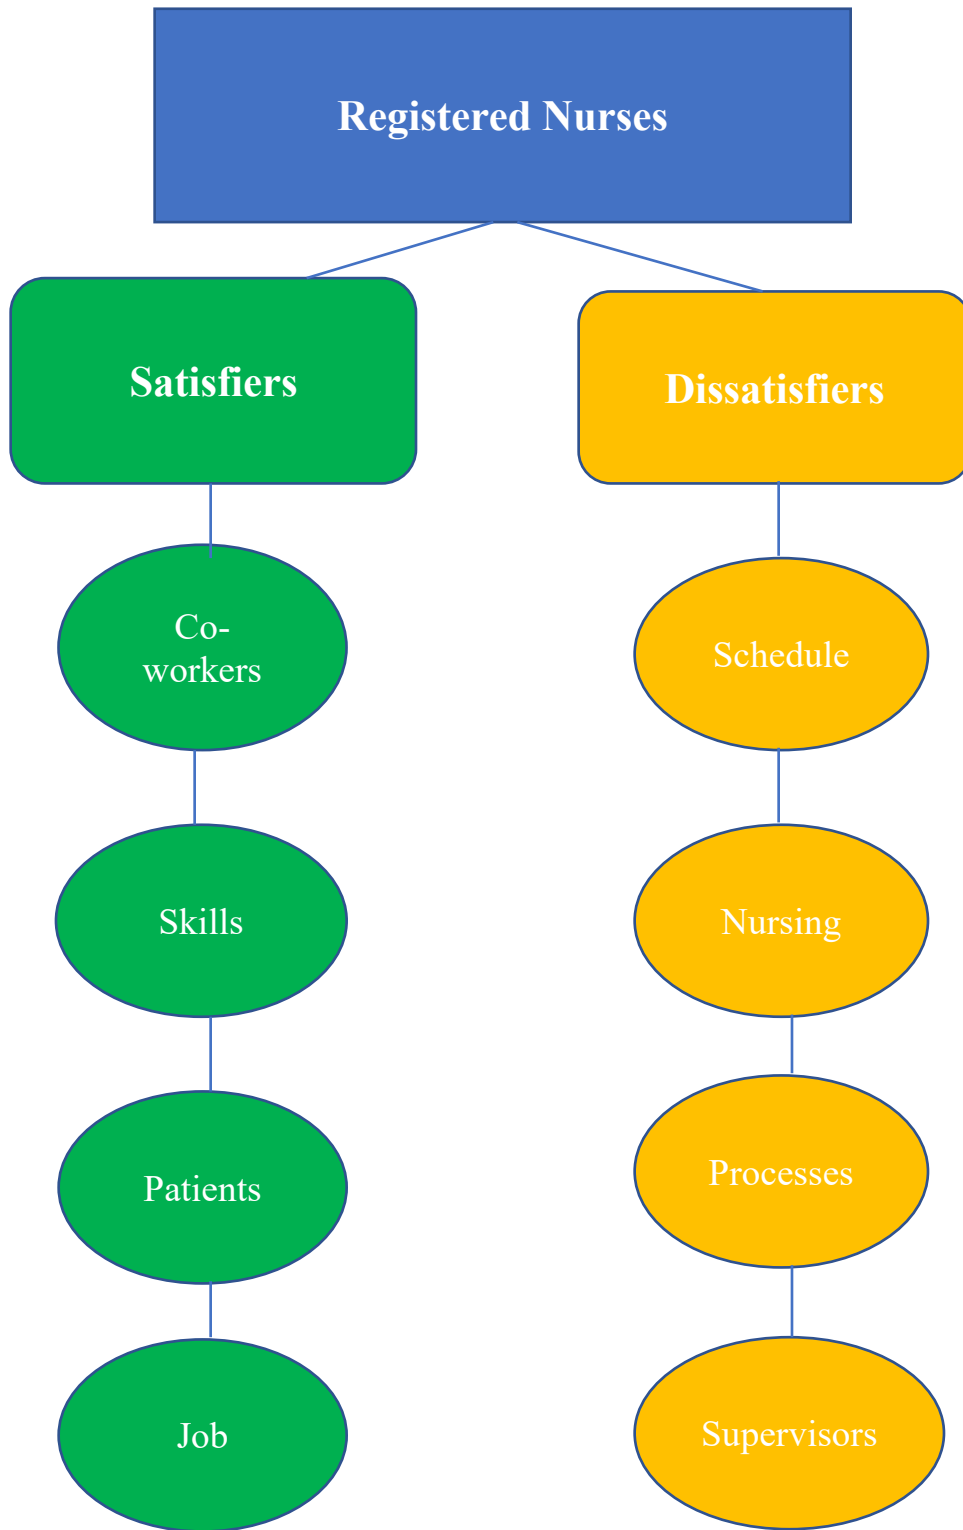 Registered Nurses
Satisfiers
Dissatisfiers
Co-
workers
Schedule
Skills
Nursing
Patients
Processes
Job
Supervisors